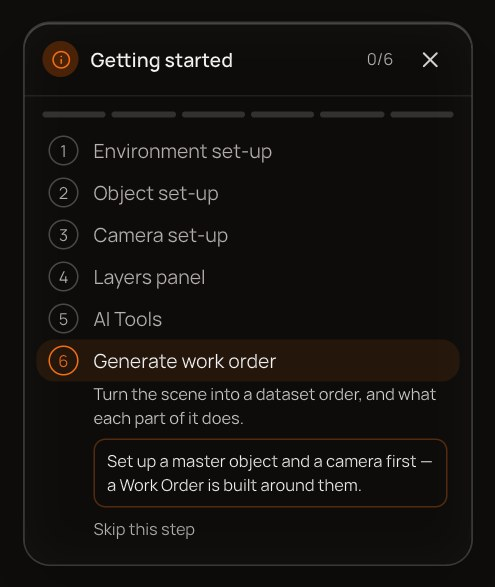 Getting started
0/6
1 Environment set-up
2 Object set-up
3 Camera set-up
4 Layers panel
5 AI Tools
6 Generate work order
Turn the scene into a dataset order, and what
each part of it does.
Set up a master object and a camera first —
a Work Order is built around them.
Skip this step